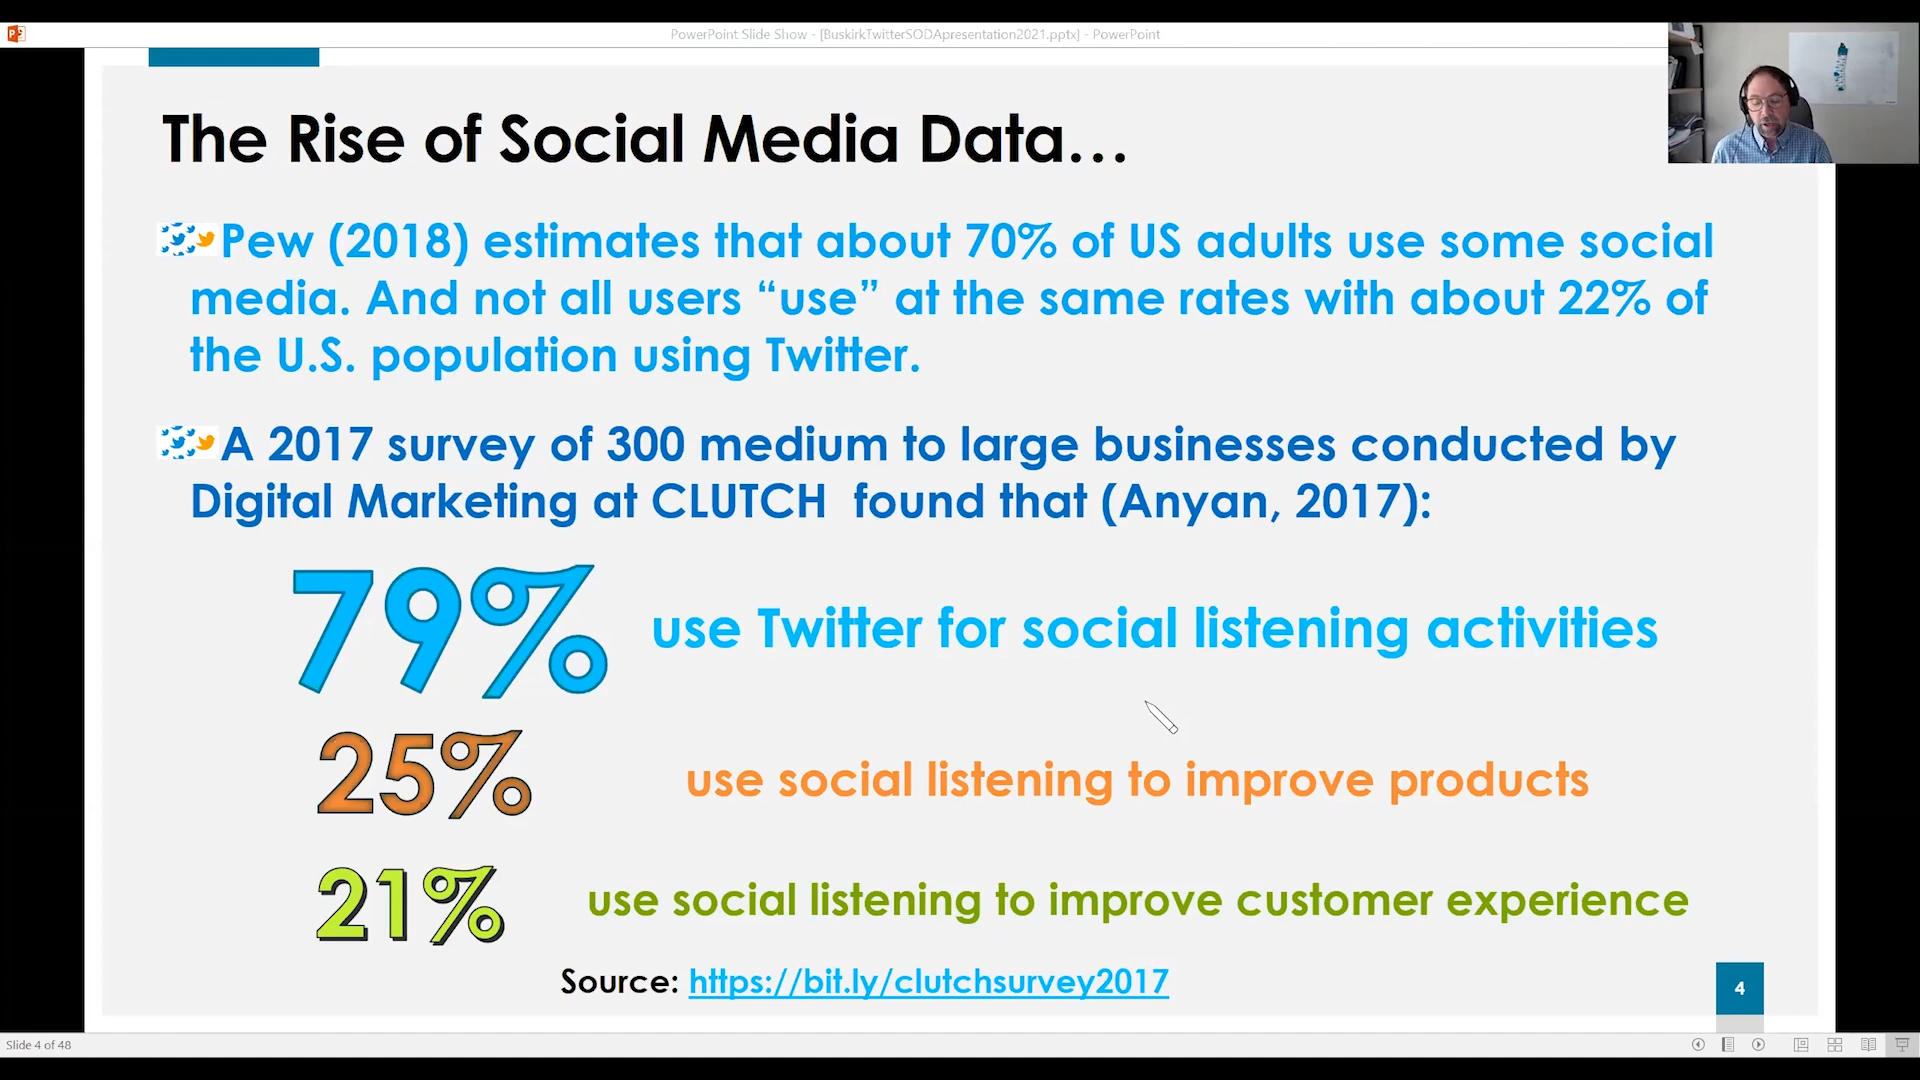 PowerPoint Slide Show - [BuskirkTwitterSODApresentation2021.pptx] - PowerPoint
The Rise of Social Media Data...
Pew (2018) estimates that about 70% of US adults use some social
media. And not all users “use” at the same rates with about 22% of
the U.S. population using Twitter.
A 2017 survey of 300 medium to large businesses conducted by
Digital Marketing at CLUTCH found that (Anyan, 2017):
79% use Twitter for social listening activities
25% use social listening to improve products
21% use social listening to improve customer experience
Source: https://bit.ly/clutchsurvey2017
4
Slide 4 of 48